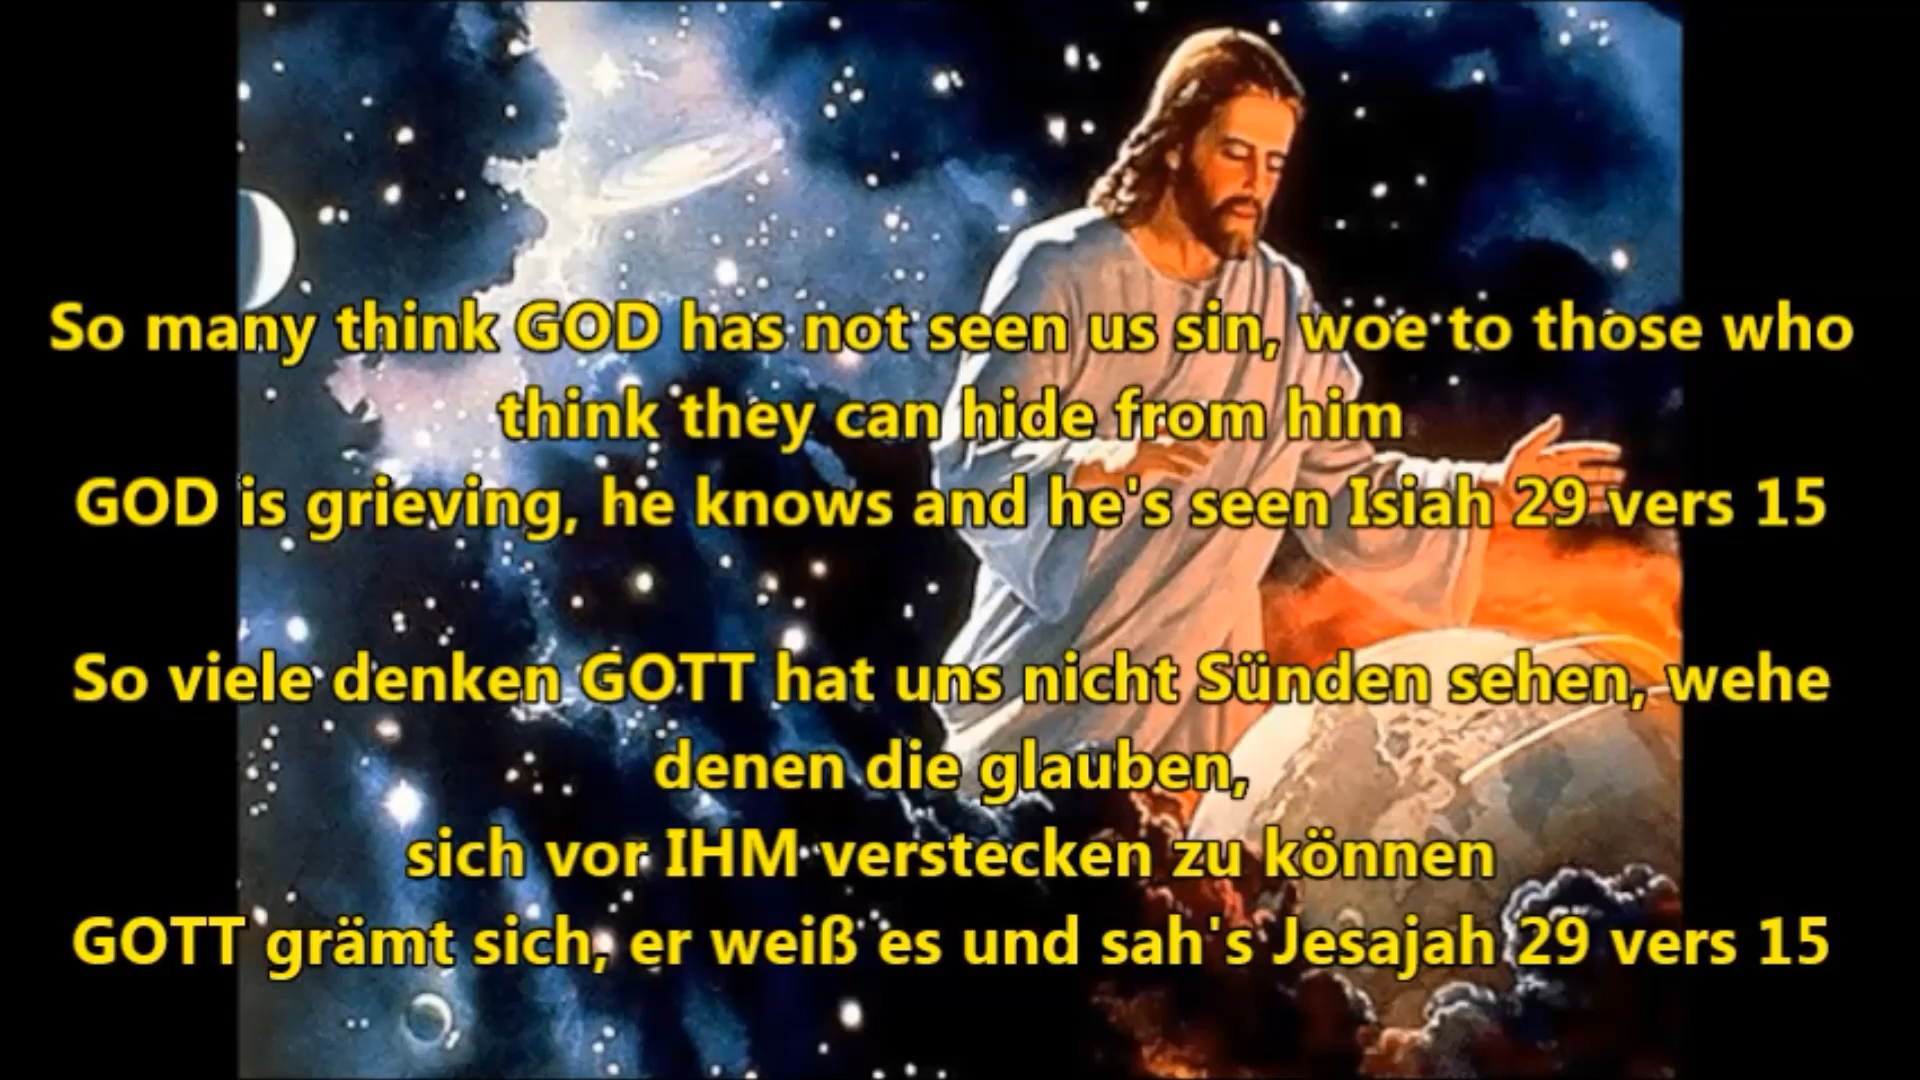 So many think GOD has not seen us sin, woe to those who
think they can hide from him
GOD is grieving, he knows and he's seen Isiah 29 vers 15
So viele denken GOTT hat uns nicht Sünden sehen, wehe
denen die glauben,
sich vor IHM verstecken zu können
GOTT grämt sich, er weiß es und sah's Jesajah 29 vers 15